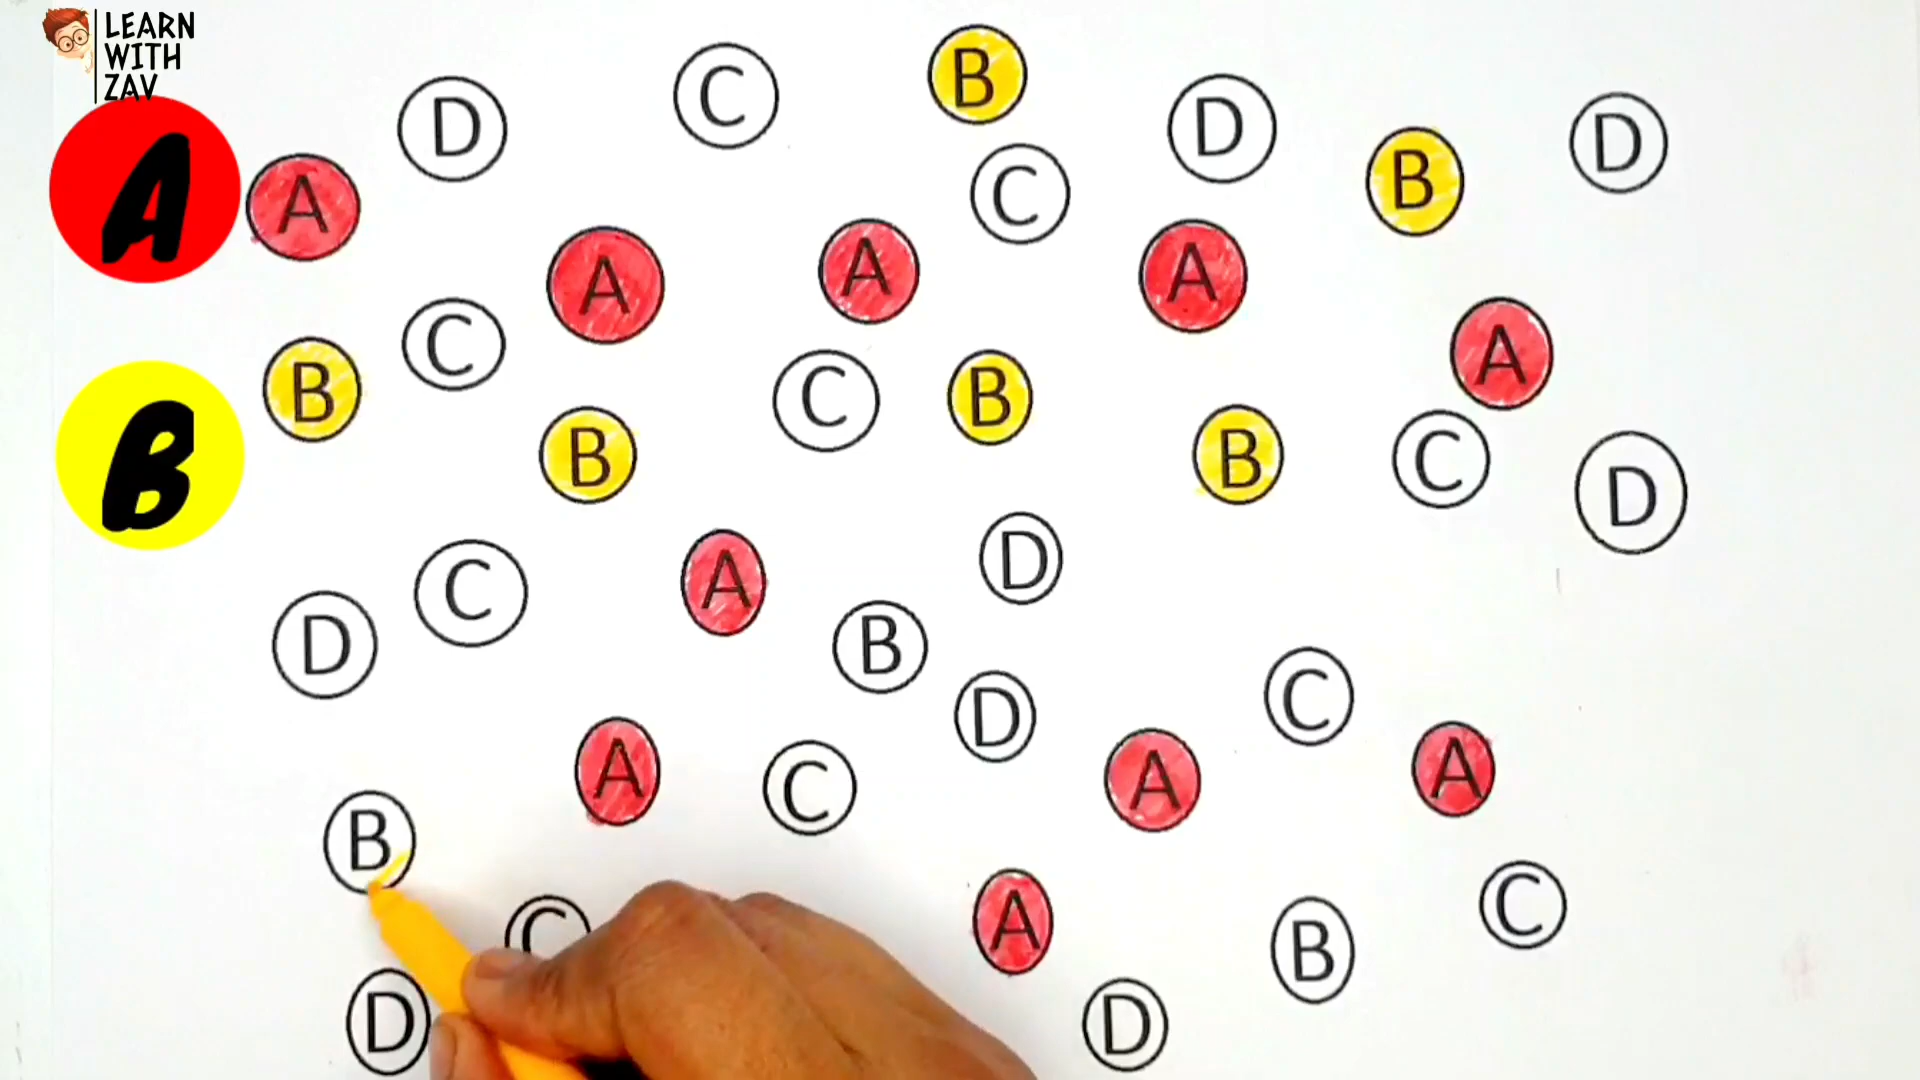 LEARN
WITH
ZAV
D C B D B D
A C
A A A A
B C C B
B B C D
D C A D
B
D C
A C A A
B
C A B C
D D
A
B